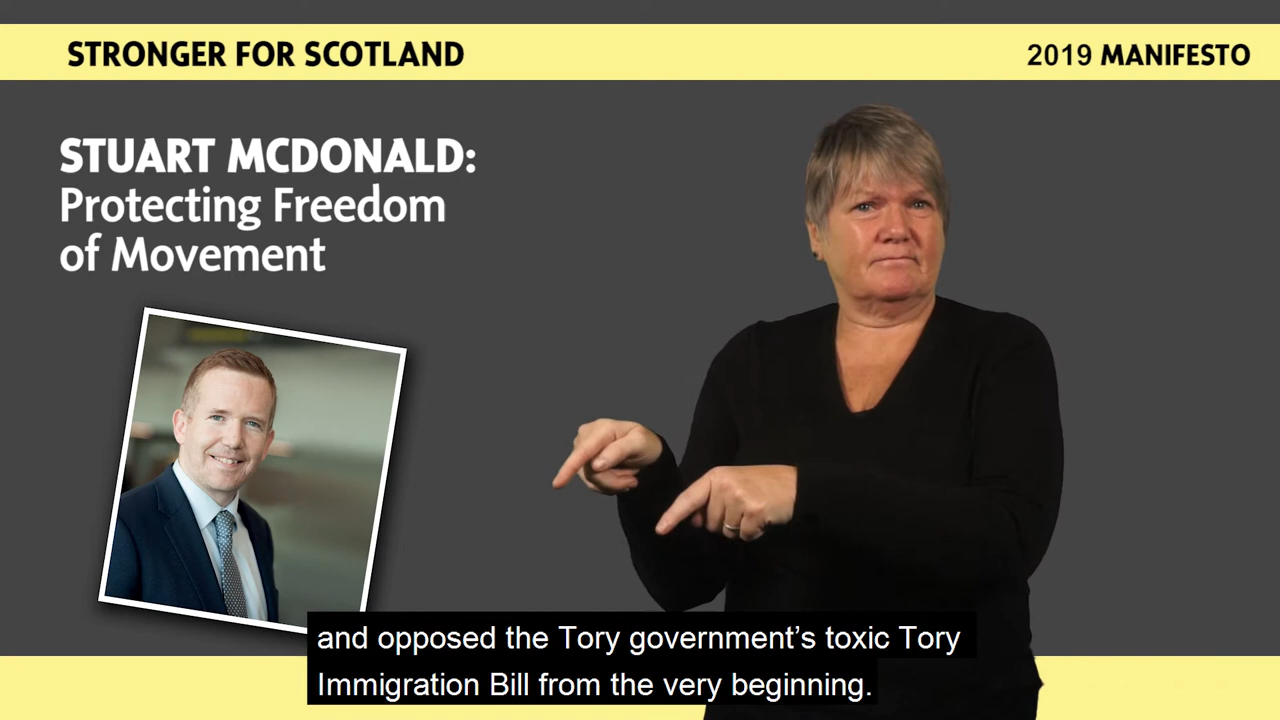 STRONGER FOR SCOTLAND
2019 MANIFESTO
STUART MCDONALD:
Protecting Freedom
of Movement
and opposed the Tory government’s toxic Tory
Immigration Bill from the very beginning.